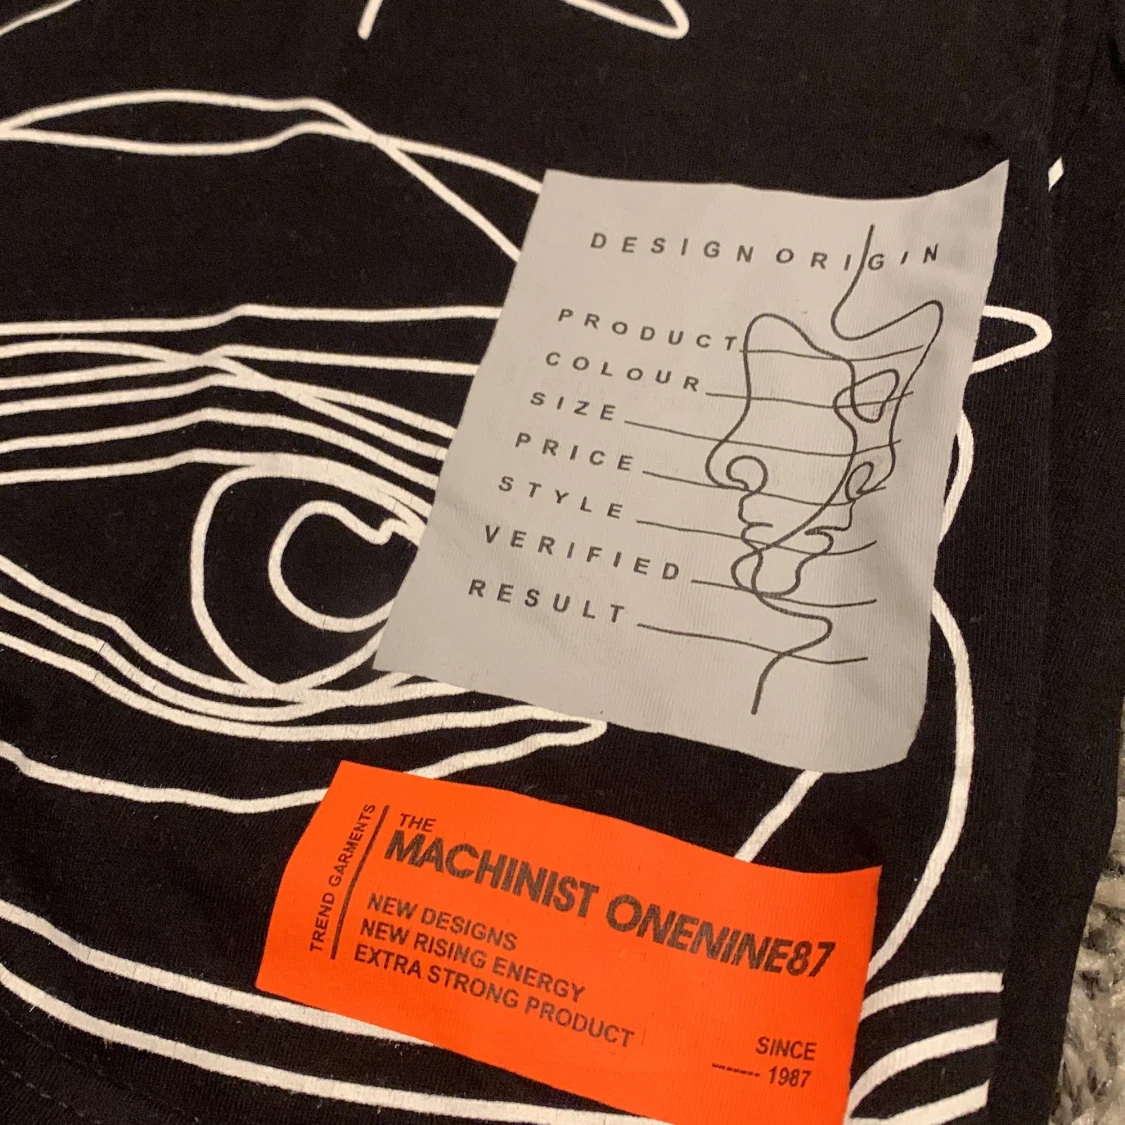 DESIGN ORIGIN
PRODUCT
COLOUR
SIZE
PRICE
STYLE
VERIFIED
RESULT
TREND GARMENTS
THE
MACHINIST ONENINE87
NEW DESIGNS
NEW RISING ENERGY
EXTRA STRONG PRODUCT
SINCE
------- 1987